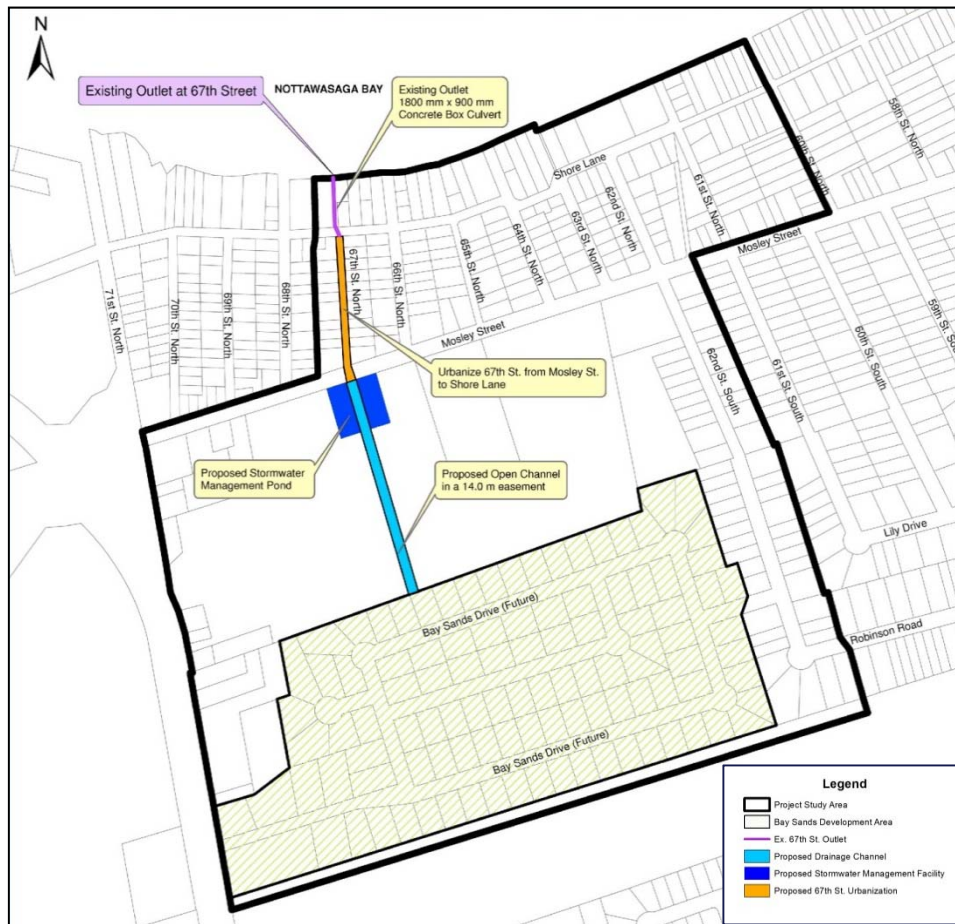 N
Existing Outlet at 67th Street
NOTTAWASAGA BAY
Existing Outlet
1800 mm x 900 mm
Concrete Box Culvert
58th St. North
60th St. North
Shore Lane
61st St. North
62nd St. North
63rd St. North
64th St. North
65th St. North
66th St. North
67th St. North
68th St. North
69th St. North
70th St. North
71st St. North
Mosley Street
Mosley Street
Urbanize 67th St. from Mosley St.
to Shore Lane
59th St. Sou
60th St. South
61st St. South
62nd St. South
Proposed Stormwater
Management Pond
Proposed Open Channel
in a 14.0 m easement
Lily Drive
Bay Sands Drive (Future)
Robinson Road
Bay Sands Drive (Future)
Legend
Project Study Area
Bay Sands Development Area
Ex. 67th St. Outlet
Proposed Drainage Channel
Proposed Stormwater Management Facility
Proposed 67th St. Urbanization